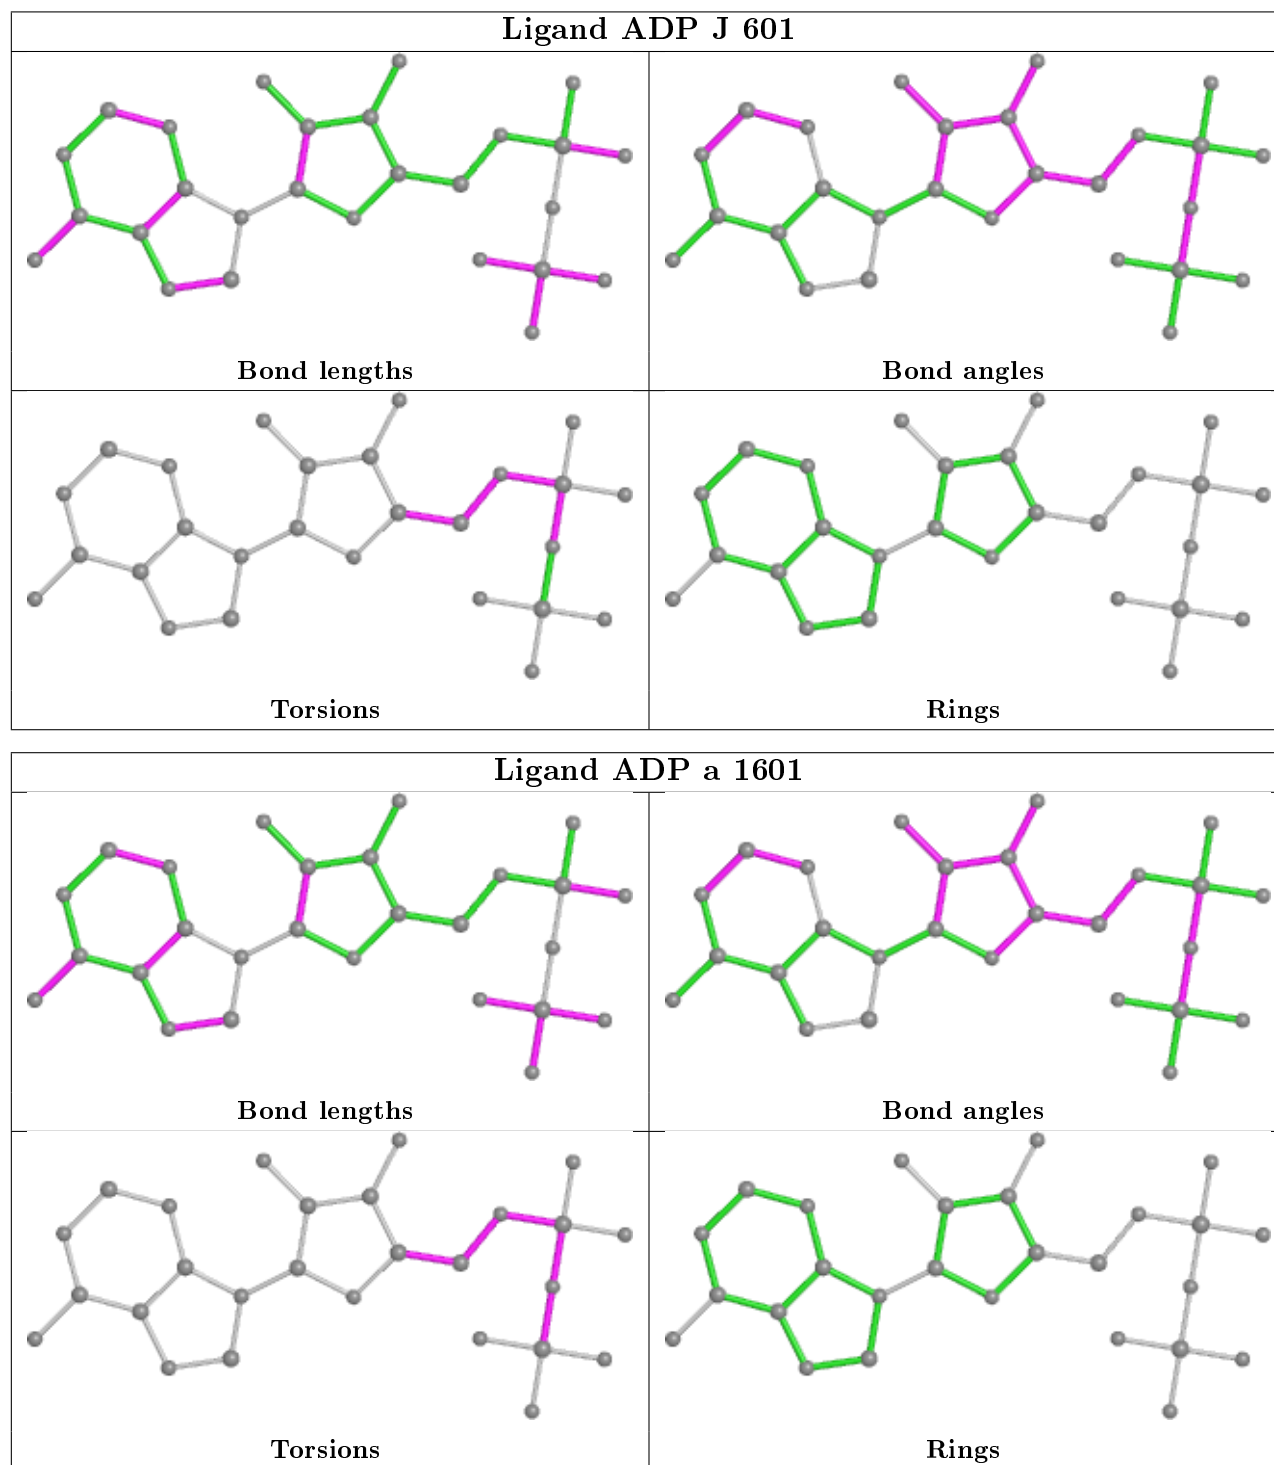 Ligand ADP J 601
Bond lengths
Bond angles
Torsions
Rings
Ligand ADP a 1601
Bond lengths
Bond angles
Torsions
Rings